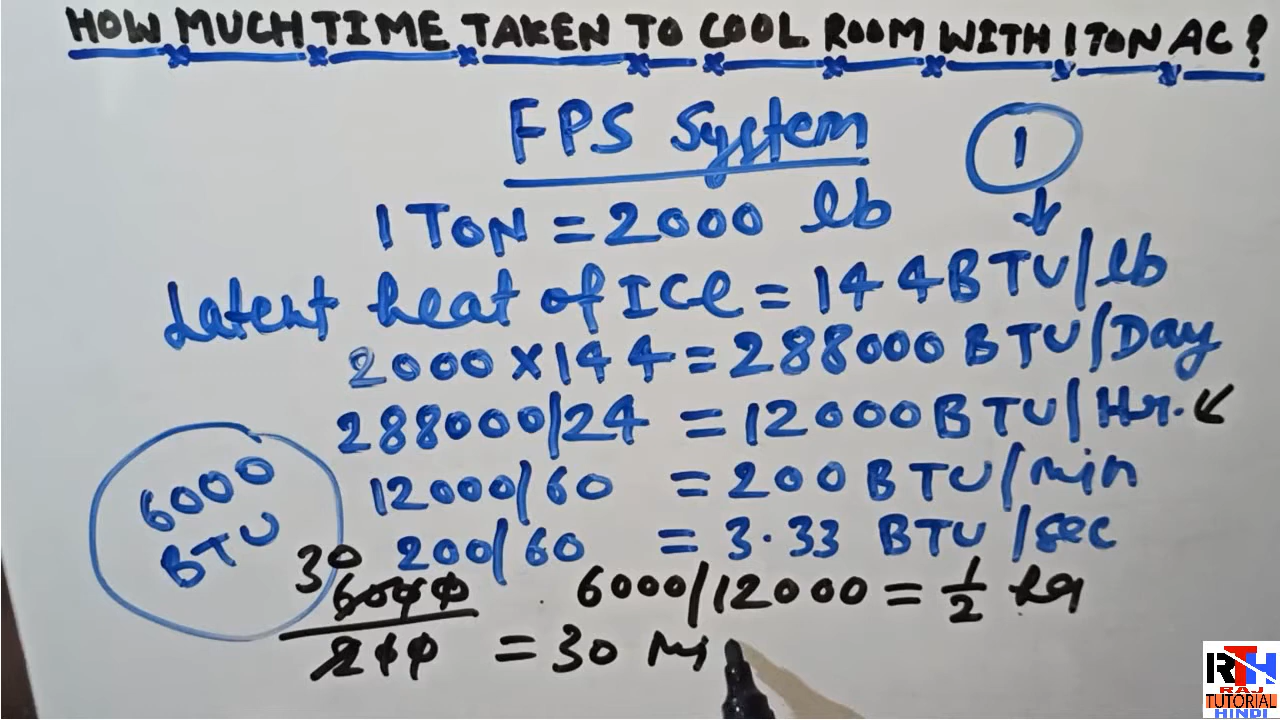 HOW MUCH TIME TAKEN TO COOL ROOM WITH 1 TON AC?
FPS System
1
1 TON = 2000 lb
Latent heat of ICE = 144 BTU/lb
2000 × 144 = 288000 BTU/Day
288000/24 = 12000 BTU/Hr.
12000/60 = 200 BTU/min
200/60 = 3.33 BTU/sec
6000
BTU
30
6000/12000 = 1/2 hr
6000/200 = 30 mi
RTH
RAJ
TUTORIAL
HINDI